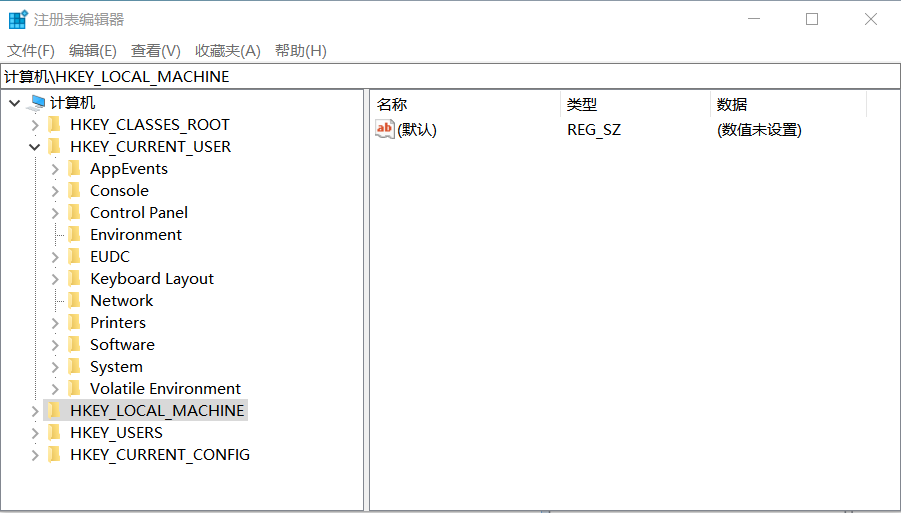 注册表编辑器
文件(F) 编辑(E) 查看(V) 收藏夹(A) 帮助(H)
计算机\HKEY_LOCAL_MACHINE
计算机
HKEY_CLASSES_ROOT
HKEY_CURRENT_USER
AppEvents
Console
Control Panel
Environment
EUDC
Keyboard Layout
Network
Printers
Software
System
Volatile Environment
HKEY_LOCAL_MACHINE
HKEY_USERS
HKEY_CURRENT_CONFIG
名称 类型 数据
ab (默认) REG_SZ (数值未设置)